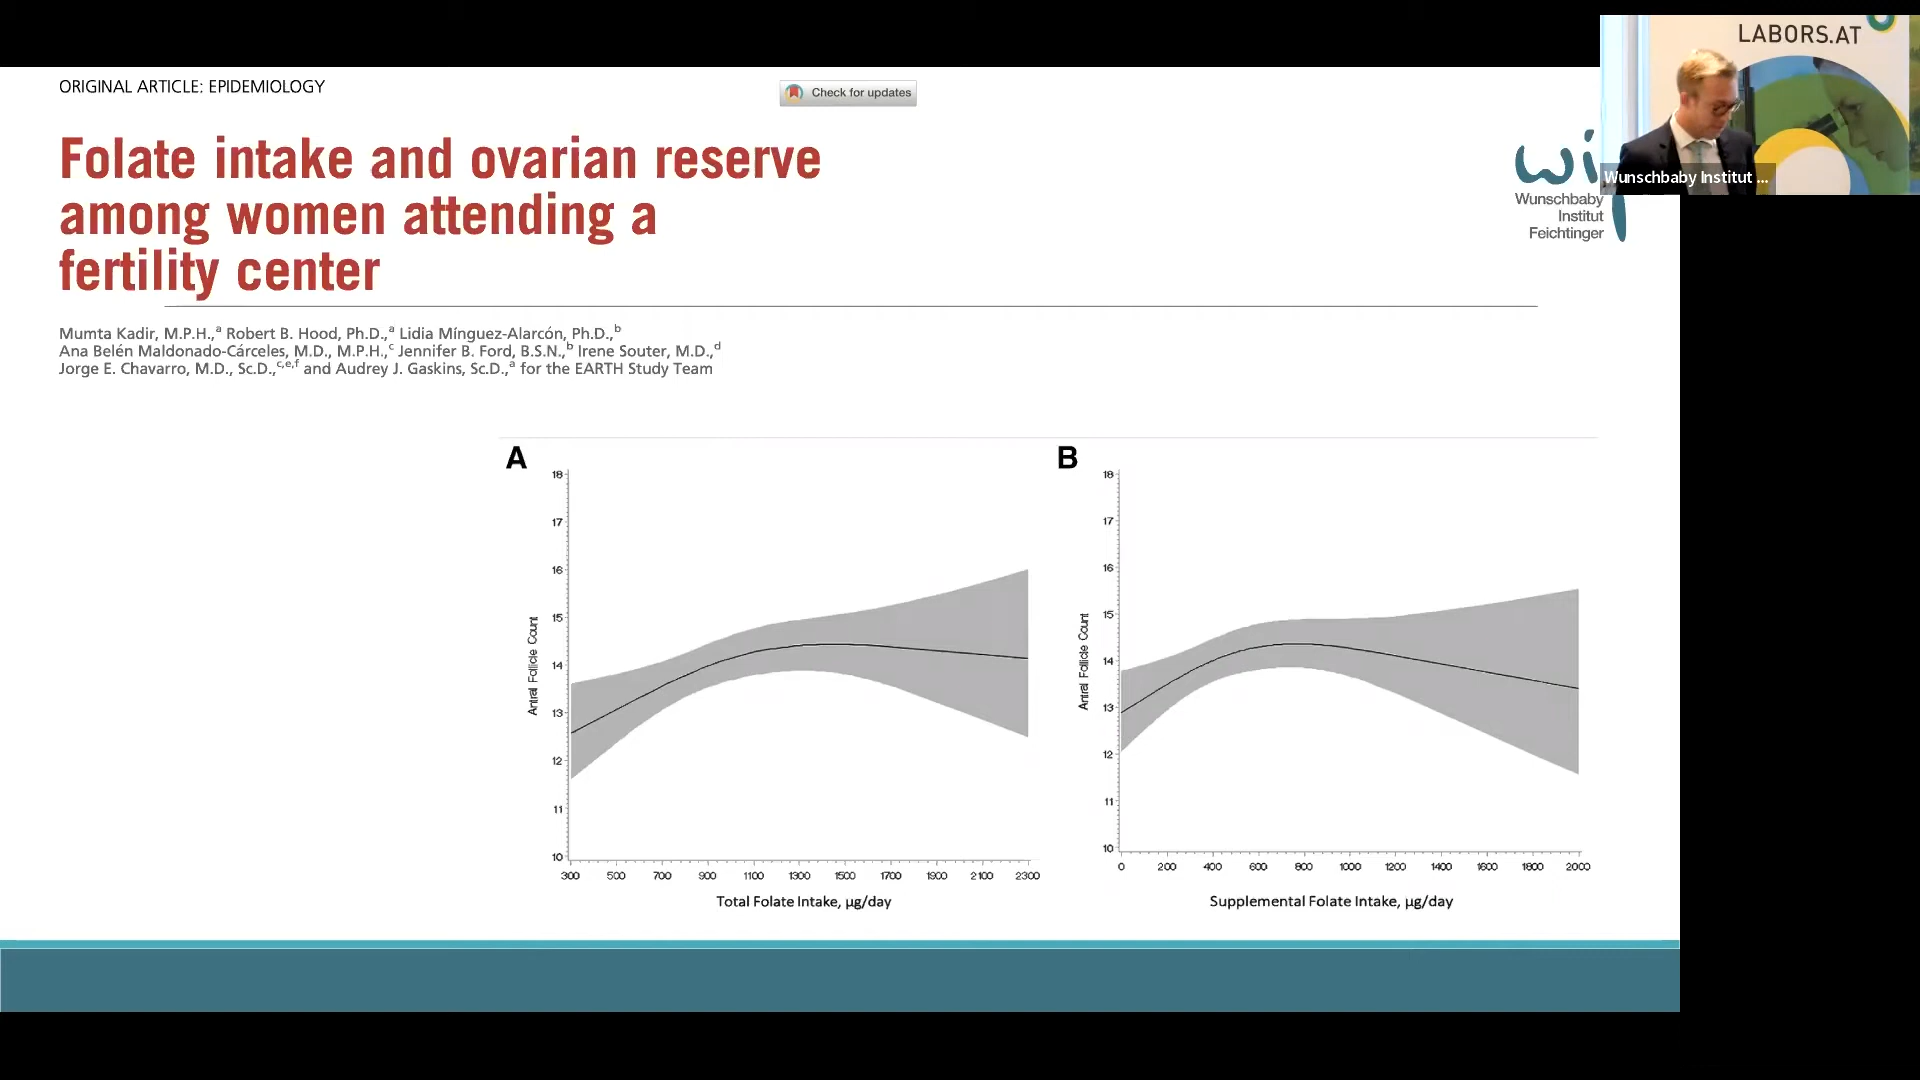 LABORS.AT
ORIGINAL ARTICLE: EPIDEMIOLOGY
Check for updates
Folate intake and ovarian reserve
among women attending a
fertility center
wi
Wunschbaby Institut ...
Wunschbaby
Institut
Feichtinger
Mumta Kadir, M.P.H.,a Robert B. Hood, Ph.D.,a Lidia Mínguez-Alarcón, Ph.D.,b
Ana Belén Maldonado-Cárceles, M.D., M.P.H.,c Jennifer B. Ford, B.S.N.,b Irene Souter, M.D.,d
Jorge E. Chavarro, M.D., Sc.D.,c,e,f and Audrey J. Gaskins, Sc.D.,a for the EARTH Study Team
A
18
17
16
15
14
13
12
11
10
Antral Follicle Count
300 500 700 900 1100 1300 1500 1700 1900 2100 2300
Total Folate Intake, µg/day
B
18
17
16
15
14
13
12
11
10
Antral Follicle Count
0 200 400 600 800 1000 1200 1400 1600 1800 2000
Supplemental Folate Intake, µg/day